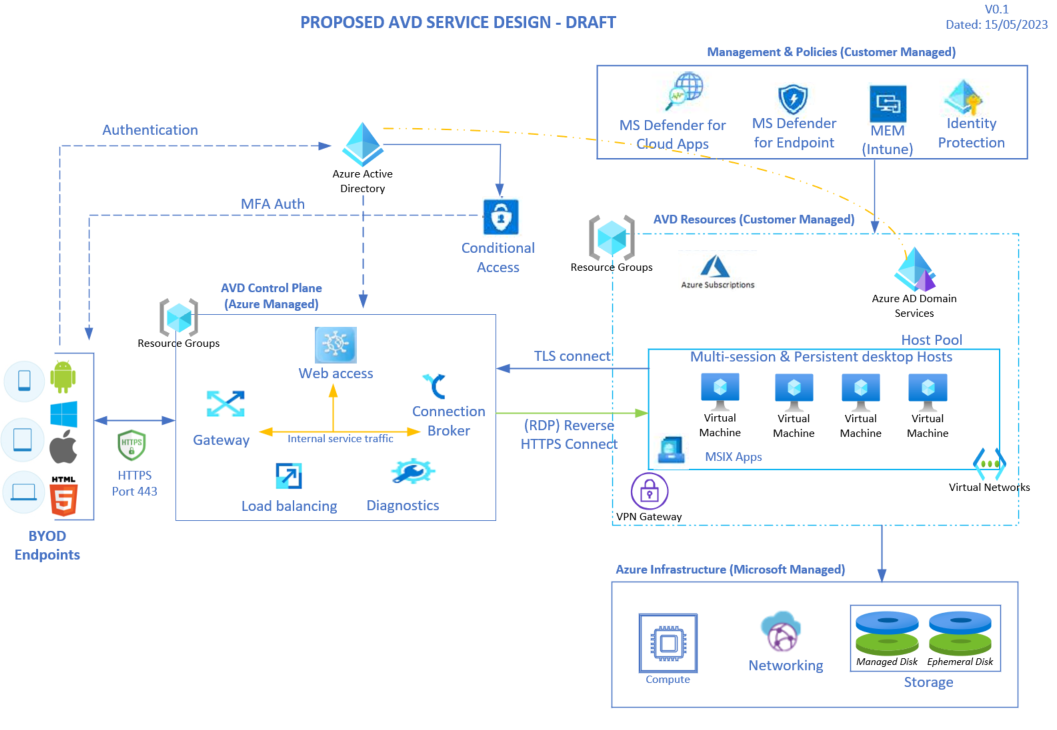 V0.1
PROPOSED AVD SERVICE DESIGN - DRAFT
Dated: 15/05/2023
Management & Policies (Customer Managed)
MS Defender for
Cloud Apps
MS Defender
for Endpoint
MEM
(Intune)
Identity
Protection
Authentication
Azure Active
Directory
MFA Auth
Conditional
Access
AVD Resources (Customer Managed)
Resource Groups
Azure Subscriptions
Azure AD Domain
Services
AVD Control Plane
(Azure Managed)
Resource Groups
Web access
Gateway
Internal service traffic
Connection
Broker
Load balancing
Diagnostics
TLS connect
(RDP) Reverse
HTTPS Connect
Host Pool
Multi-session & Persistent desktop Hosts
Virtual
Machine
Virtual
Machine
Virtual
Machine
Virtual
Machine
MSIX Apps
Virtual Networks
VPN Gateway
HTML
5
HTTPS
HTTPS
Port 443
BYOD
Endpoints
Azure Infrastructure (Microsoft Managed)
Compute
Networking
Managed Disk
Ephemeral Disk
Storage